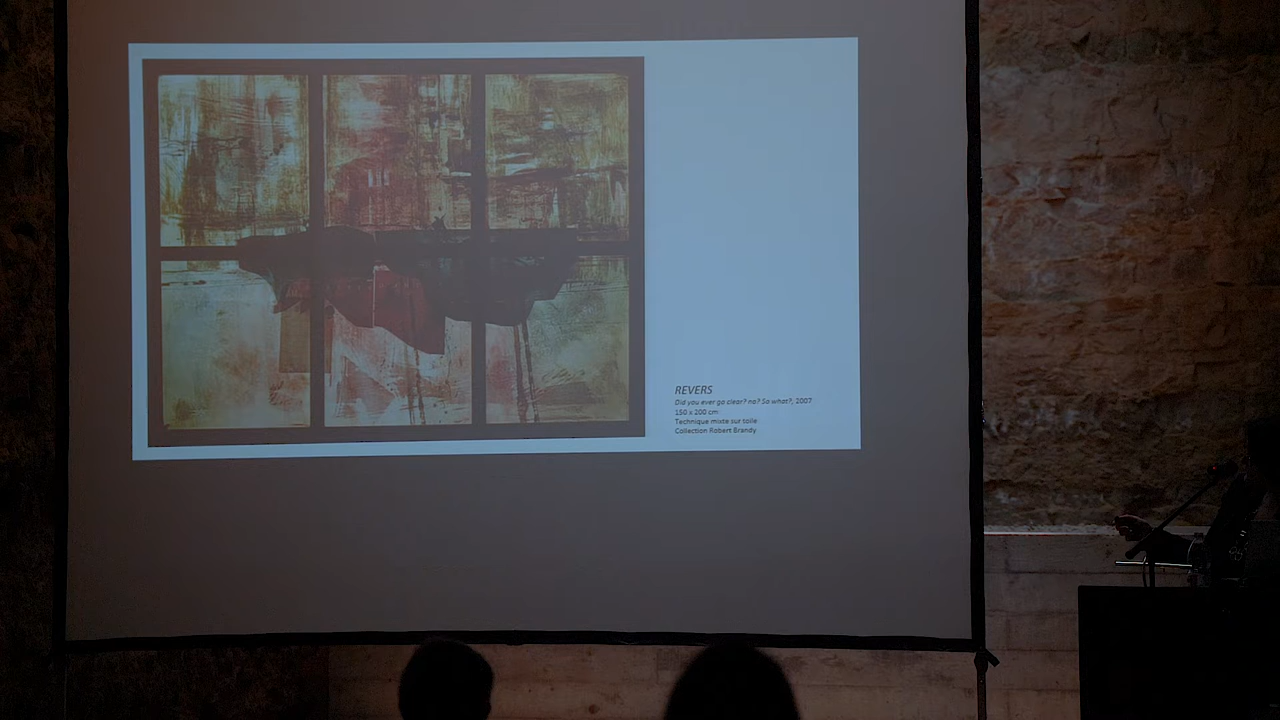 REVERS
Did you ever go clear? no? So what?, 2007
150 x 200 cm
Technique mixte sur toile
Collection Robert Brandy